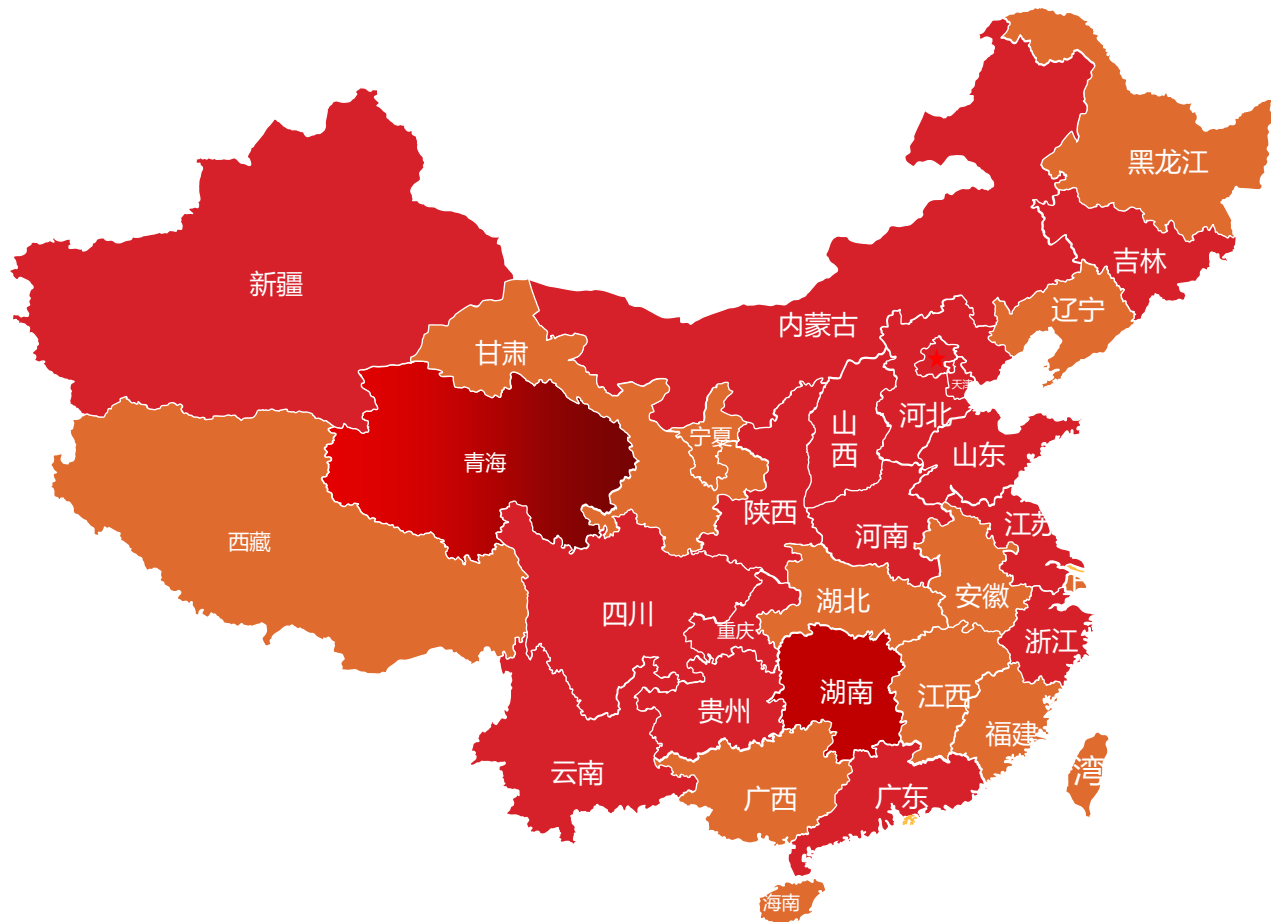 黑龙江
吉林
新疆
辽宁
内蒙古
甘肃
天津
河北
山
西
宁夏
山东
青海
陕西
江苏
河南
西藏
安徽
湖北
四川
重庆
浙江
湖南
江西
贵州
福建
湾
云南
广西
广东
海南